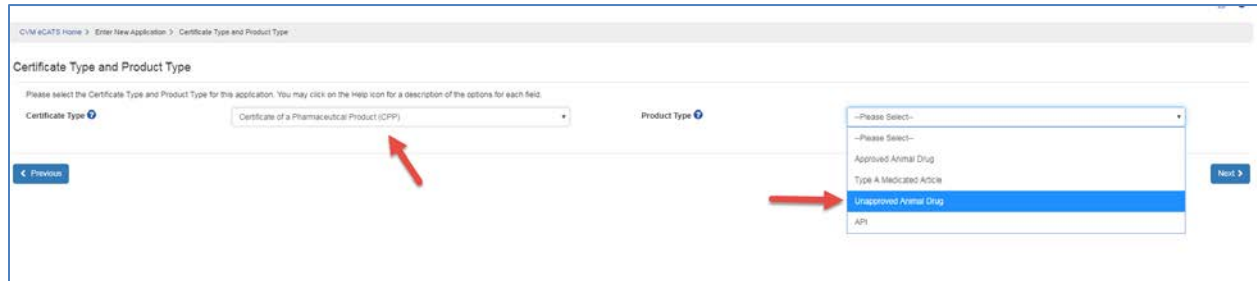 CVM eCATS Home > Enter New Application > Certificate Type and Product Type
Certificate Type and Product Type
Please select the Certificate Type and Product Type for this application. You may click on the Help icon for a description of the options for each field.
Certificate Type
Certificate of a Pharmaceutical Product (CPP)
Product Type
--Please Select--
--Please Select--
Approved Animal Drug
Type A Medicated Article
Unapproved Animal Drug
API
Previous
Next